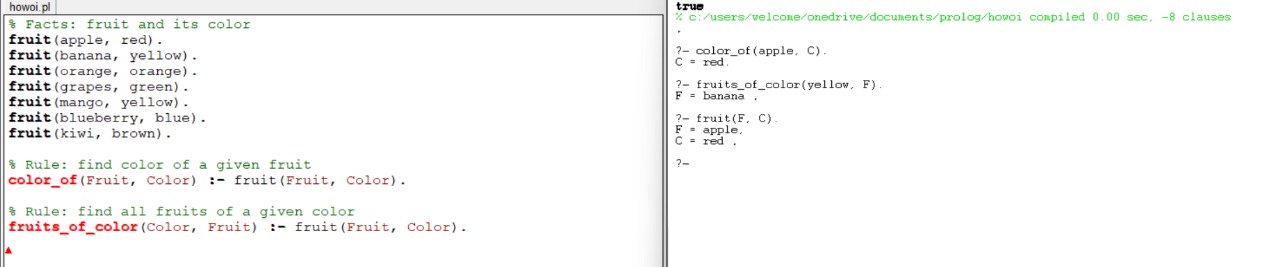 howoi.pl
% Facts: fruit and its color
fruit(apple, red).
fruit(banana, yellow).
fruit(orange, orange).
fruit(grapes, green).
fruit(mango, yellow).
fruit(blueberry, blue).
fruit(kiwi, brown).
% Rule: find color of a given fruit
color_of(Fruit, Color) :- fruit(Fruit, Color).
% Rule: find all fruits of a given color
fruits_of_color(Color, Fruit) :- fruit(Fruit, Color).
true
% c:/users/welcome/onedrive/documents/prolog/howoi compiled 0.00 sec, -8 clauses
.
?- color_of(apple, C).
C = red.
?- fruits_of_color(yellow, F).
F = banana .
?- fruit(F, C).
F = apple,
C = red .
?-